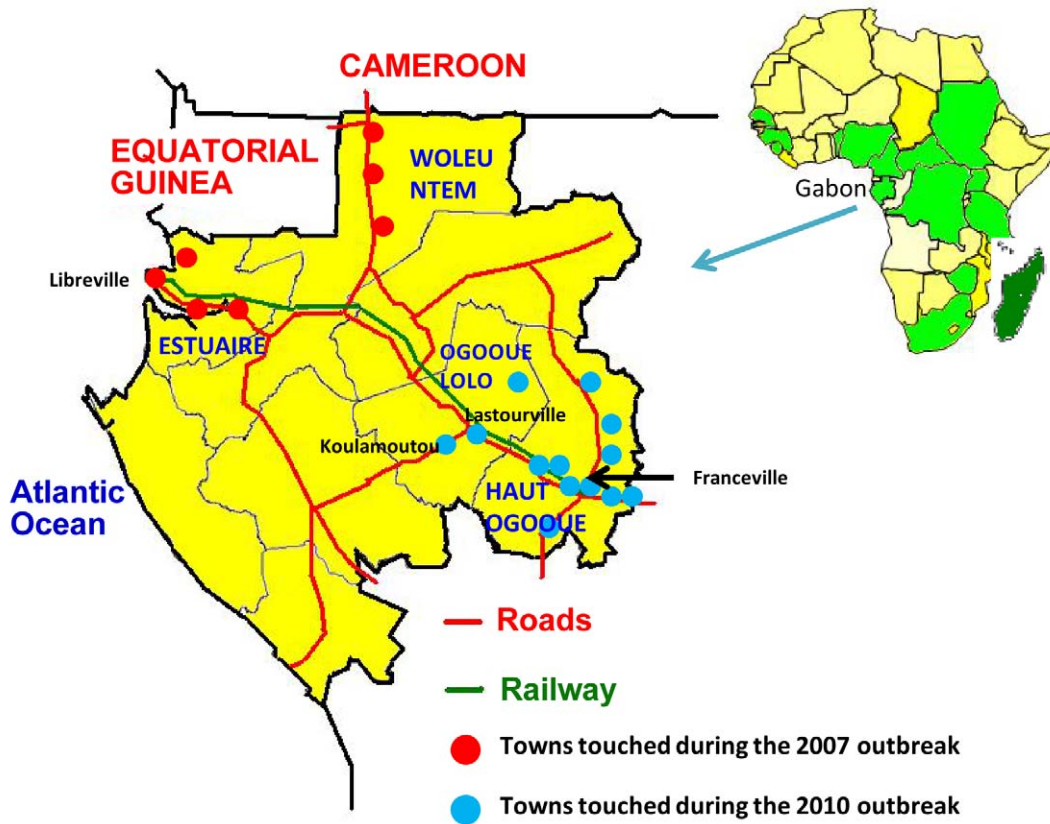 CAMEROON
EQUATORIAL
GUINEA
WOLEU
NTEM
Gabon
Libreville
ESTUAIRE
OGOOUE
LOLO
Lastourville
Koulamoutou
Franceville
HAUT
OGOOUE
Atlantic
Ocean
Roads
Railway
Towns touched during the 2007 outbreak
Towns touched during the 2010 outbreak